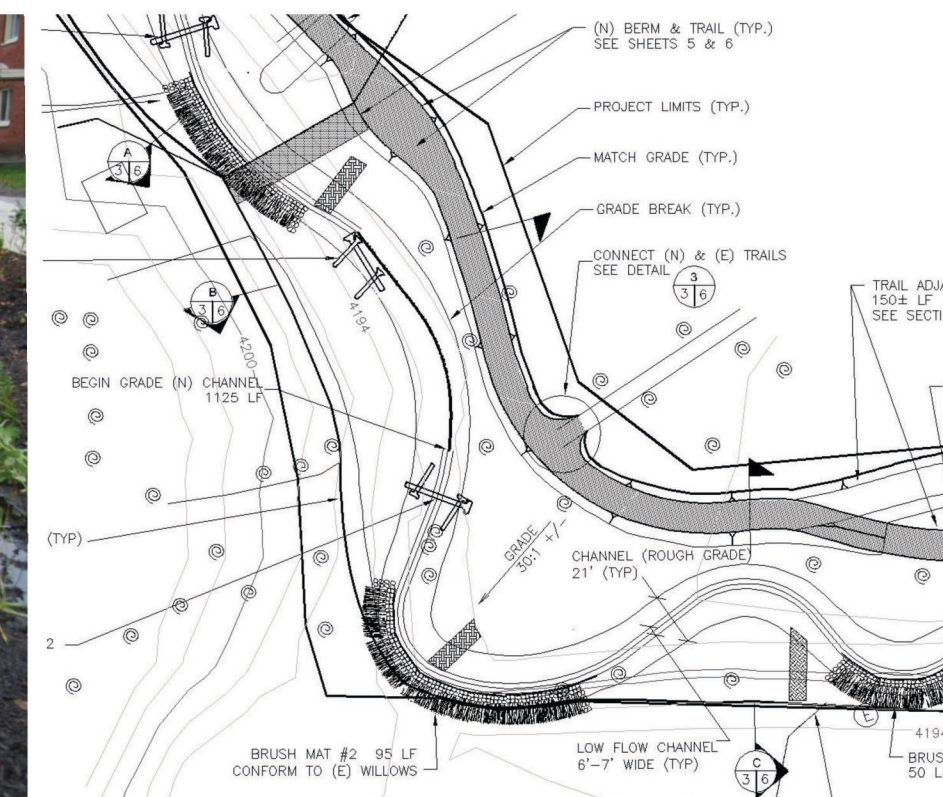 (N) BERM & TRAIL (TYP.)
SEE SHEETS 5 & 6
PROJECT LIMITS (TYP.)
MATCH GRADE (TYP.)
A
3 6
GRADE BREAK (TYP.)
CONNECT (N) & (E) TRAILS
SEE DETAIL
3
3 6
TRAIL ADJA
150± LF
SEE SECTI
B
3 6
4194
4200
BEGIN GRADE (N) CHANNEL
1125 LF
(TYP)
GRADE
30:1 +/-
CHANNEL (ROUGH GRADE)
21' (TYP)
2
E
4194
BRUSH MAT #2 95 LF
CONFORM TO (E) WILLOWS
LOW FLOW CHANNEL
6'-7' WIDE (TYP)
C
3 6
BRUS
50 L